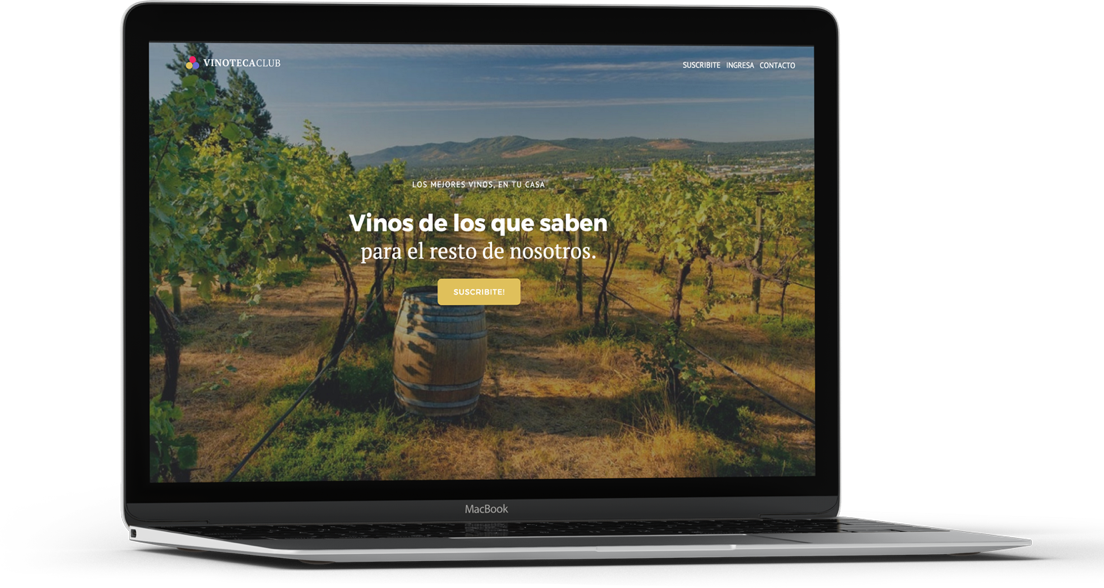 VINOTECACLUB
SUSCRIBITE INGRESA CONTACTO
LOS MEJORES VINOS, EN TU CASA
Vinos de los que saben
para el resto de nosotros.
SUSCRIBITE!
MacBook